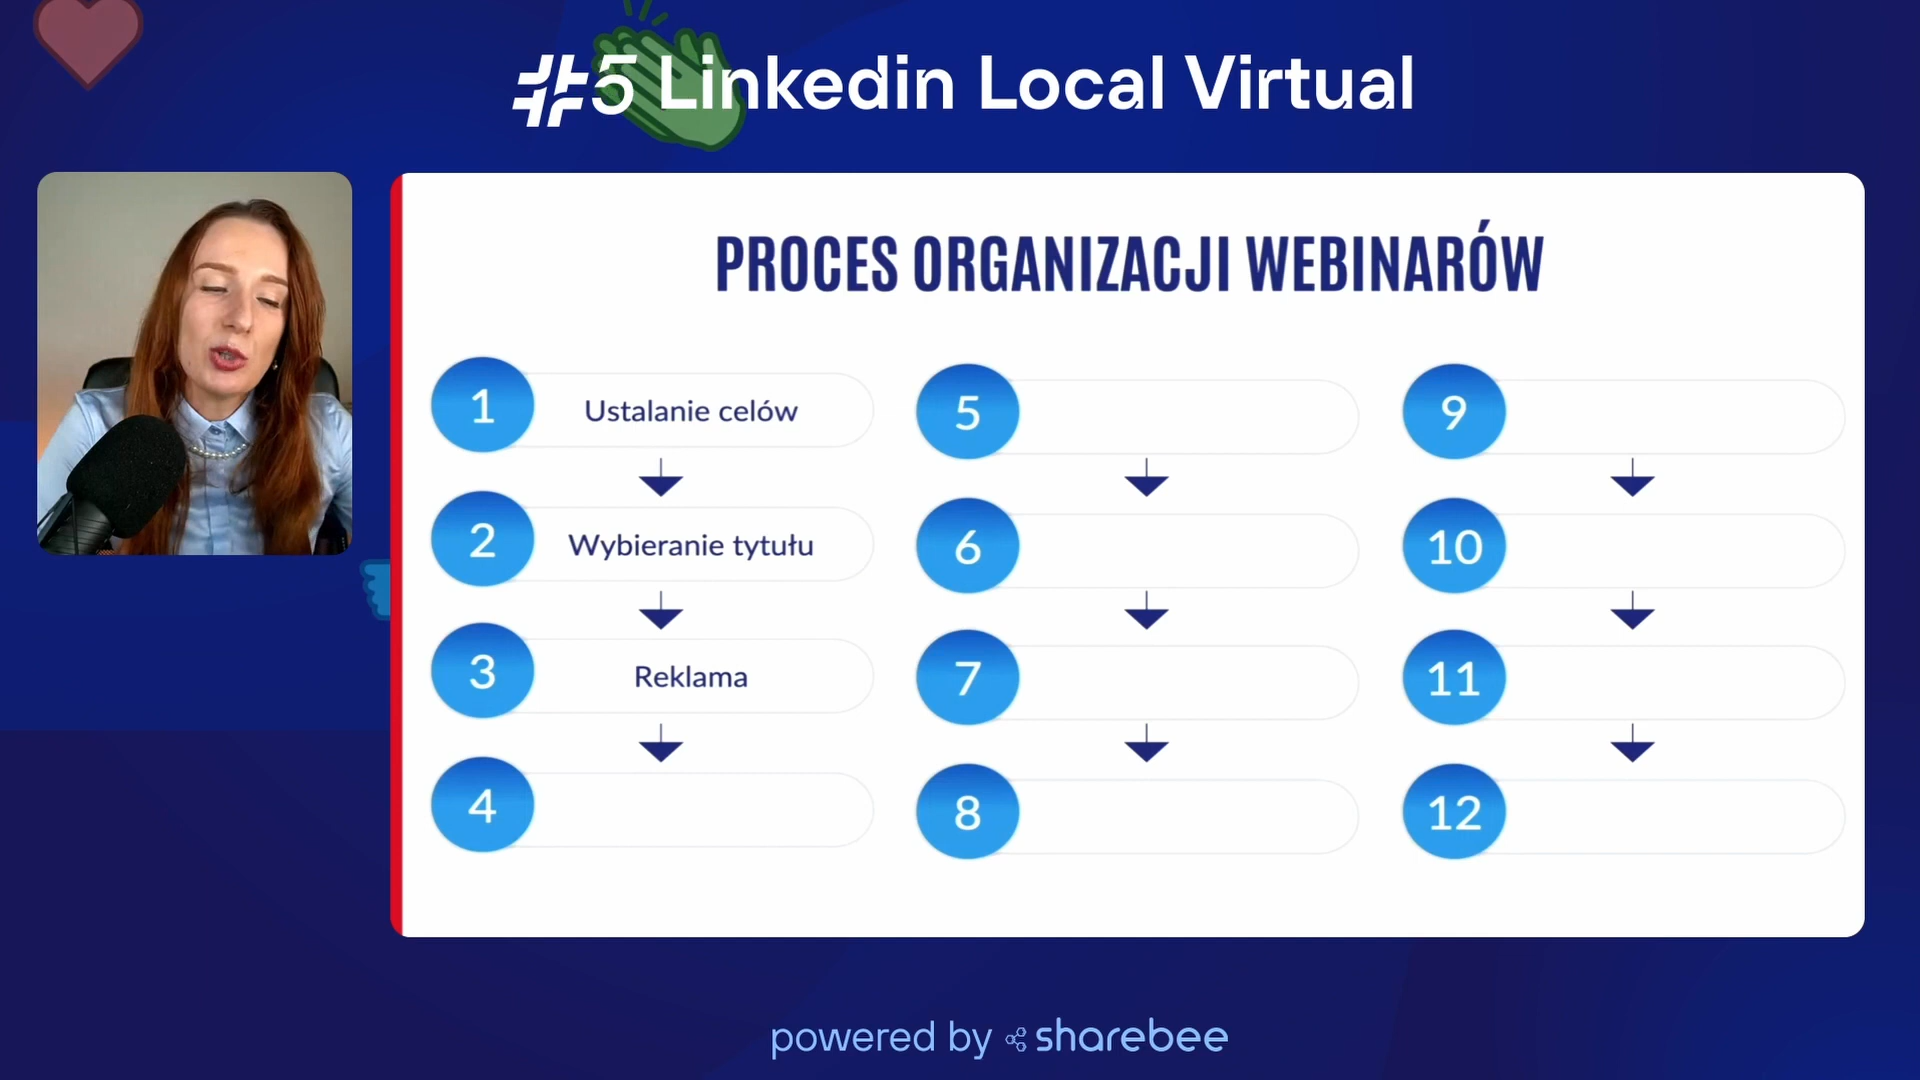 #5 Linkedin Local Virtual
PROCES ORGANIZACJI WEBINARÓW
1 Ustalanie celów
2 Wybieranie tytułu
3 Reklama
4
5
6
7
8
9
10
11
12
powered by sharebee